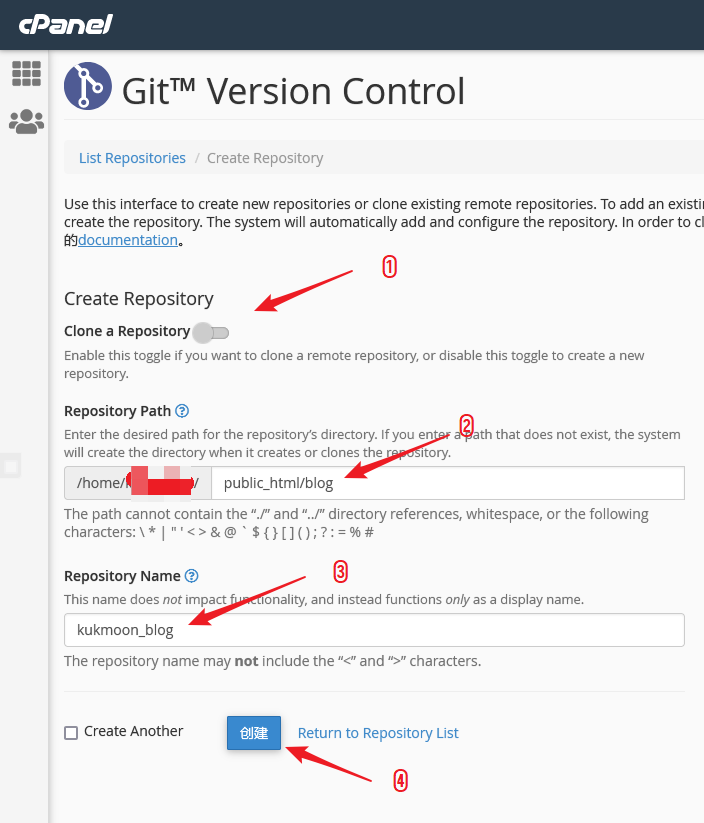 cPanel
Git™ Version Control
List Repositories / Create Repository
Use this interface to create new repositories or clone existing remote repositories. To add an existin
create the repository. The system will automatically add and configure the repository. In order to cl
的documentation。
①
Create Repository
Clone a Repository
Enable this toggle if you want to clone a remote repository, or disable this toggle to create a new
repository.
Repository Path
②
Enter the desired path for the repository’s directory. If you enter a path that does not exist, the system
will create the directory when it creates or clones the repository.
/home/ / public_html/blog
The path cannot contain the “./” and “../” directory references, whitespace, or the following
characters: \ * | " ' < > & @ ` $ { } [ ] ( ) ; ? : = % #
③
Repository Name
This name does not impact functionality, and instead functions only as a display name.
kukmoon_blog
The repository name may not include the “<” and “>” characters.
Create Another 创建 Return to Repository List
④